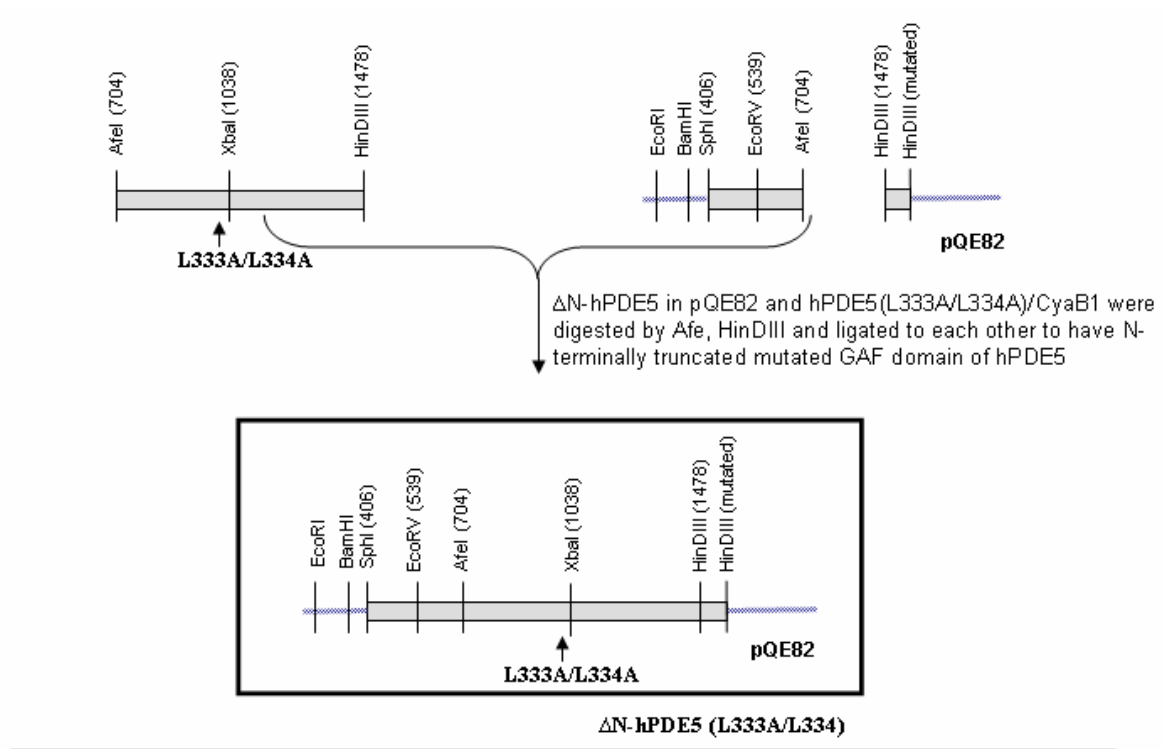 AfeI (704)
XbaI (1038)
HinDIII (1478)
EcoRI
BamHI
SphI (406)
EcoRV (539)
AfeI (704)
HinDIII (1478)
HinDIII (mutated)
L333A/L334A
pQE82
ΔN-hPDE5 in pQE82 and hPDE5(L333A/L334A)/CyaB1 were
digested by Afe, HinDIII and ligated to each other to have N-
terminally truncated mutated GAF domain of hPDE5
EcoRI
BamHI
SphI (406)
EcoRV (539)
AfeI (704)
XbaI (1038)
HinDIII (1478)
HinDIII (mutated)
pQE82
L333A/L334A
ΔN-hPDE5 (L333A/L334)